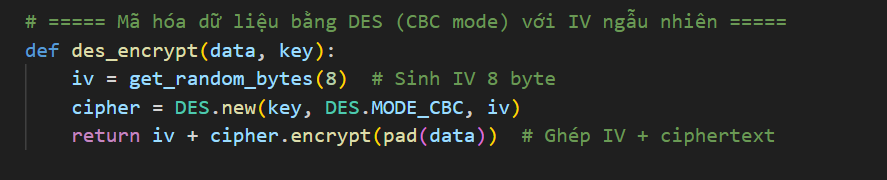 # ===== Mã hóa dữ liệu bằng DES (CBC mode) với IV ngẫu nhiên =====
def des_encrypt(data, key):
    iv = get_random_bytes(8)  # Sinh IV 8 byte
    cipher = DES.new(key, DES.MODE_CBC, iv)
    return iv + cipher.encrypt(pad(data))  # Ghép IV + ciphertext